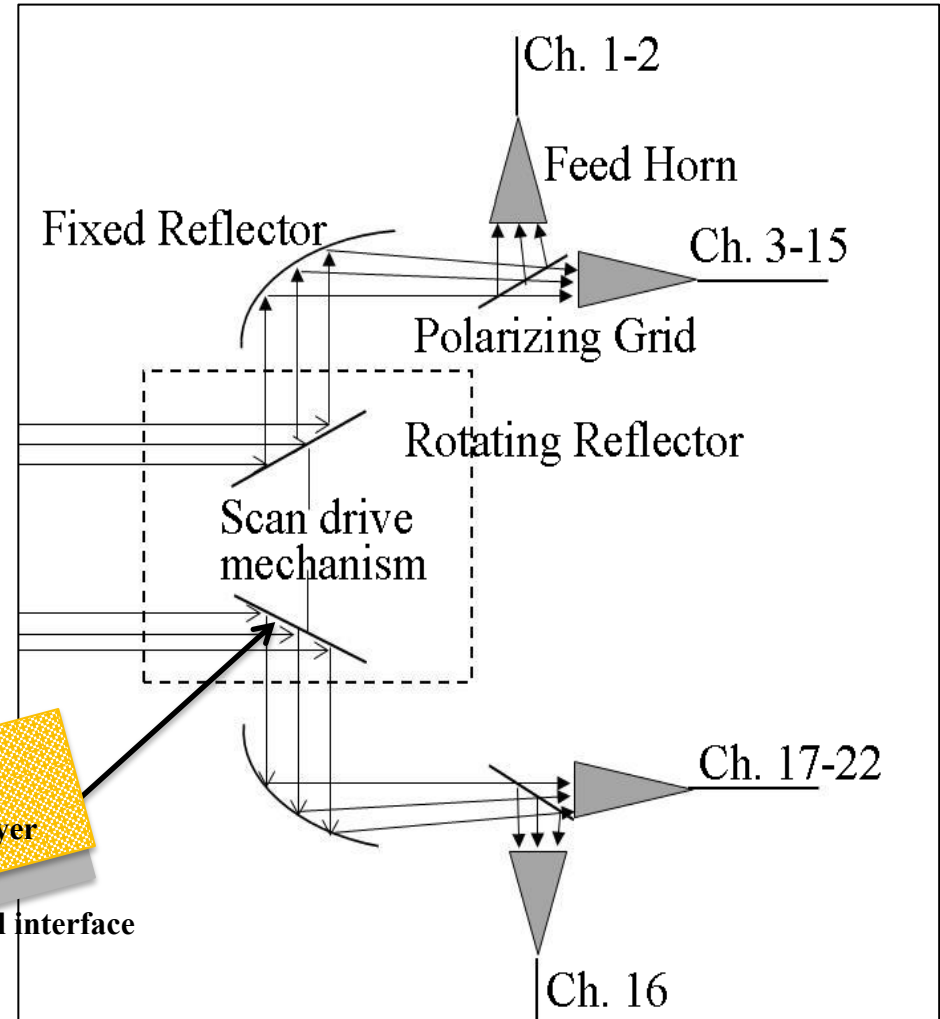 Ch. 1-2
Feed Horn
Fixed Reflector
Ch. 3-15
Polarizing Grid
Rotating Reflector
Scan drive
mechanism
Ch. 17-22
interface
Ch. 16